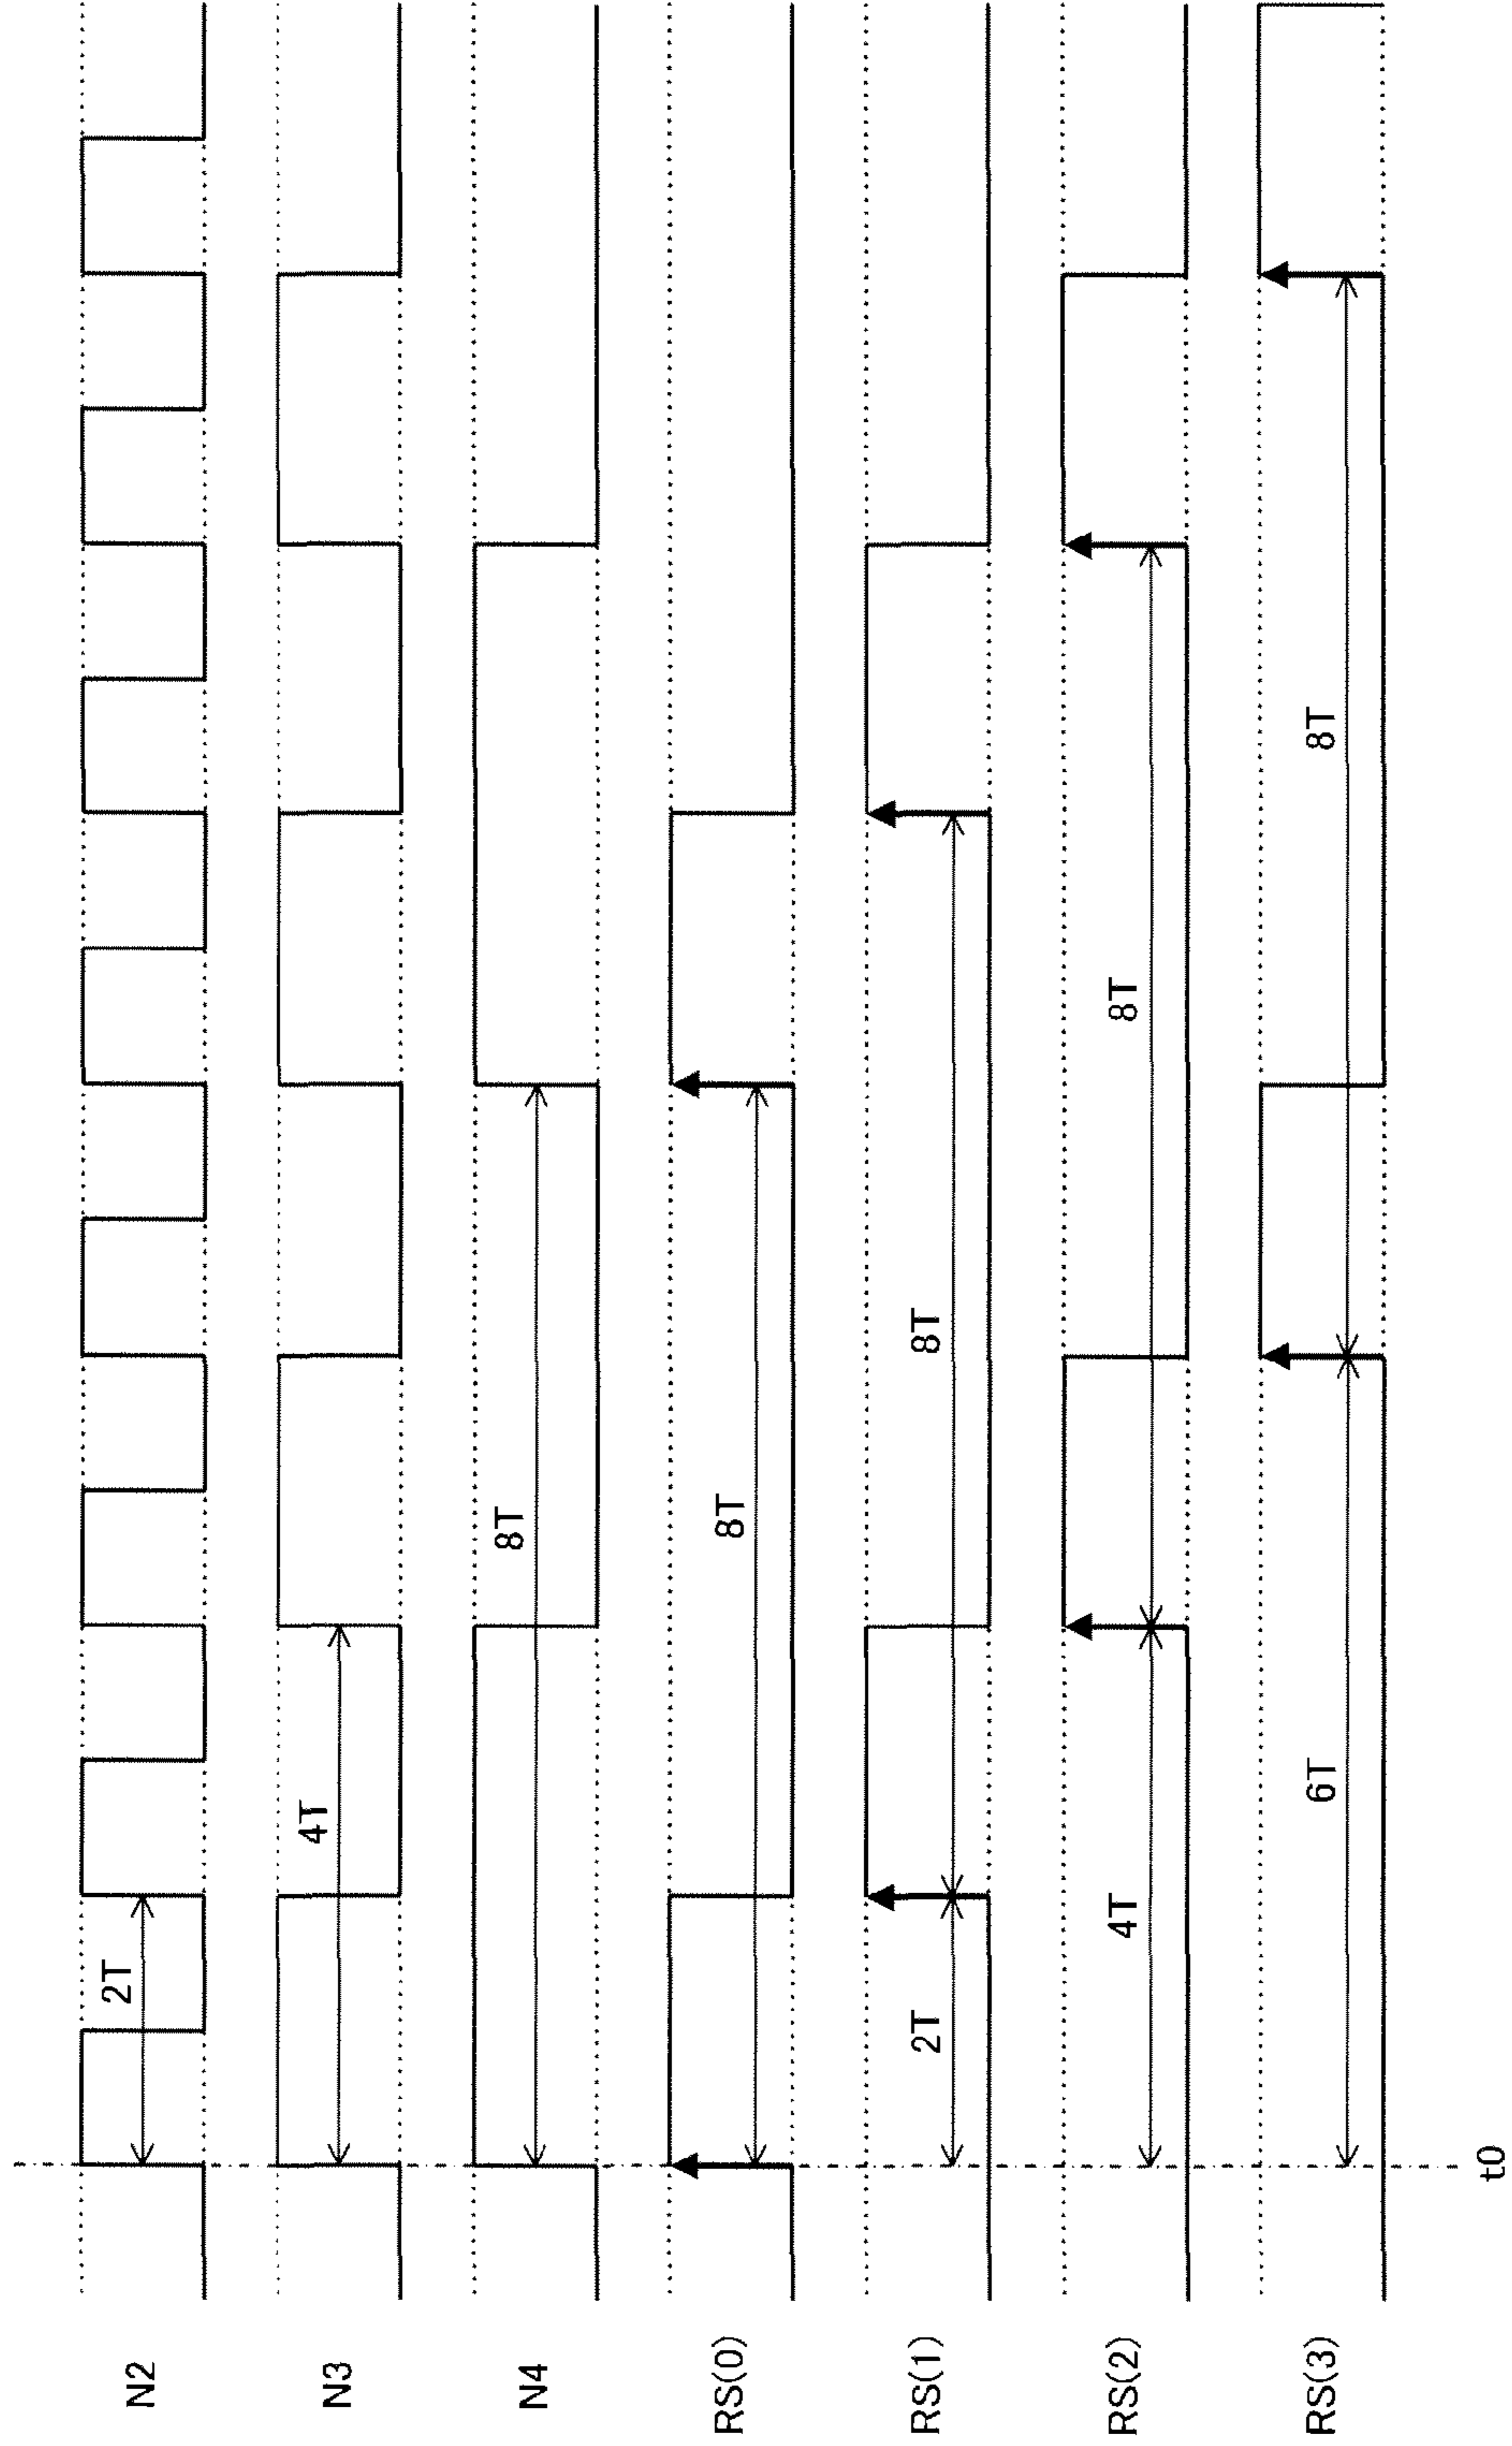 N2
2T
N3
4T
N4
8T
RS(0)
8T
RS(1)
2T
8T
RS(2)
4T
8T
RS(3)
6T
8T
t0